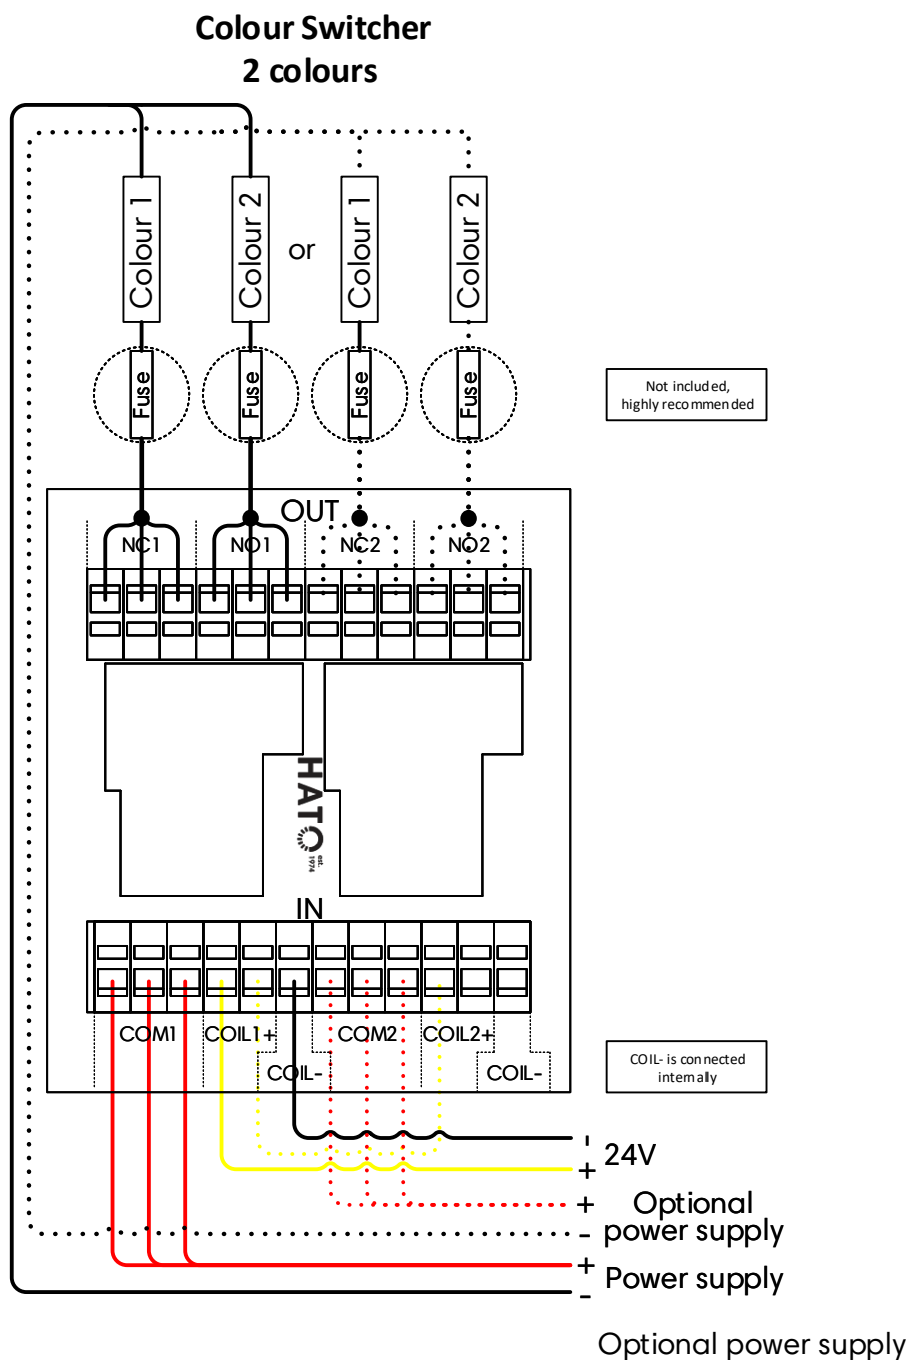 Colour Switcher
2 colours
Colour 1
Colour 2
or
Colour 1
Colour 2
Fuse
Fuse
Fuse
Fuse
Not included,
highly recommended
OUT
NC1
NO1
NC2
NO2
HATO
est.
1974
IN
COM1
COIL1+
COM2
COIL2+
COIL-
COIL-
COIL- is connected
internally
-
24V
+
+
Optional
power supply
-
+
Power supply
-
Optional power supply